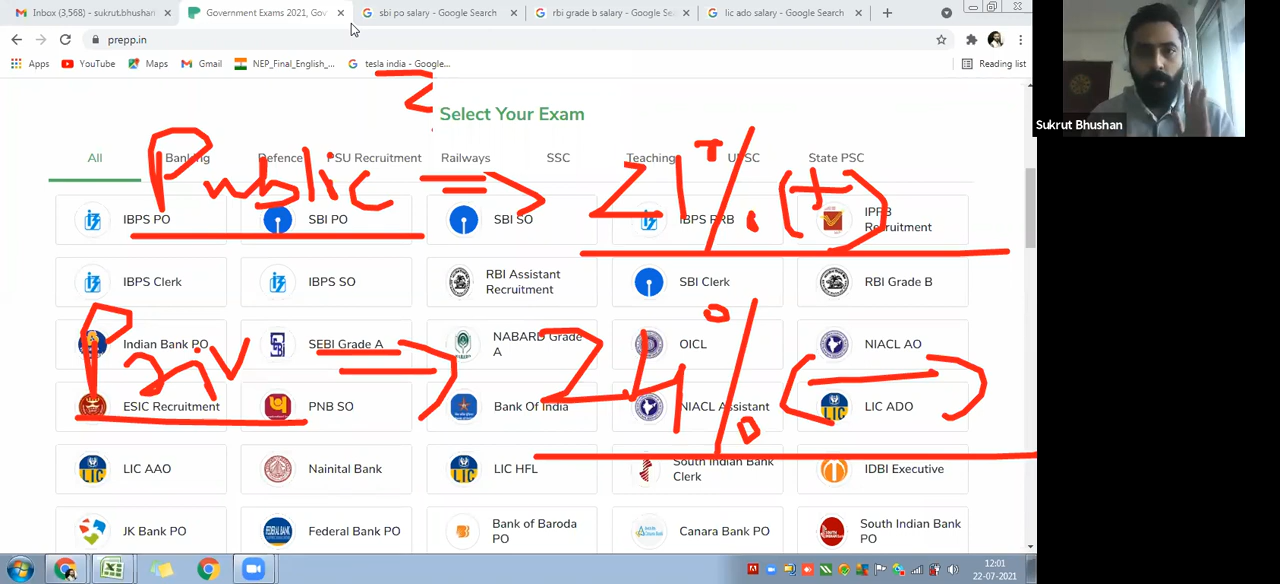 Inbox (3,568) - sukrut.bhushan
Government Exams 2021, Gov
sbi po salary - Google Search
rbi grade b salary - Google Se
lic ado salary - Google Search
prepp.in
Apps YouTube Maps Gmail NEP_Final_English_... tesla india - Google... Reading list
Select Your Exam
All Banking Defence PSU Recruitment Railways SSC Teaching UPSC State PSC
Public 21% (+)
IBPS PO SBI PO SBI SO IBPS RRB IPPB Recruitment
IBPS Clerk IBPS SO RBI Assistant Recruitment SBI Clerk RBI Grade B
Priv 24% (-)
Indian Bank PO SEBI Grade A NABARD Grade A OICL NIACL AO
ESIC Recruitment PNB SO Bank Of India NIACL Assistant LIC ADO
LIC AAO Nainital Bank LIC HFL South Indian Bank Clerk IDBI Executive
JK Bank PO Federal Bank PO Bank of Baroda PO Canara Bank PO South Indian Bank PO
Sukrut Bhushan
12:01
22-07-2021